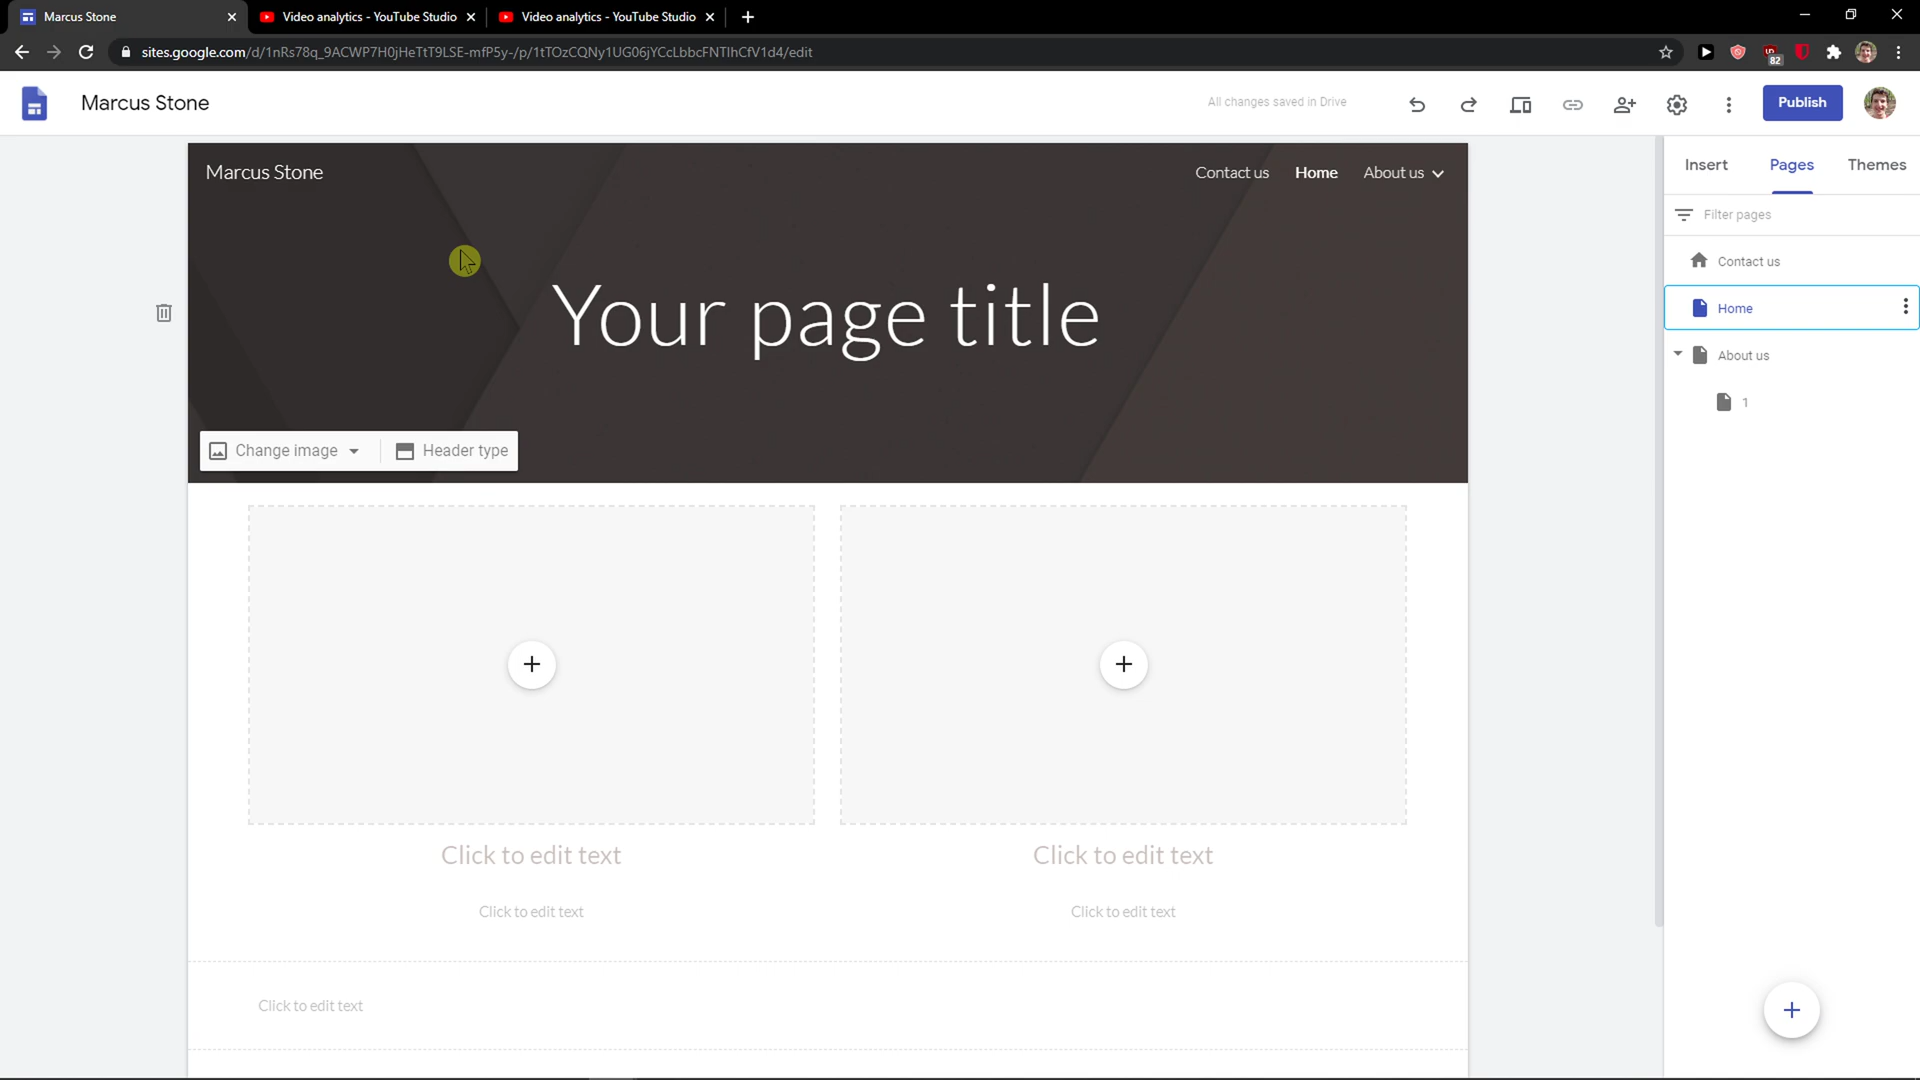 Marcus Stone
Video analytics - YouTube Studio
Video analytics - YouTube Studio
sites.google.com/d/1nRs78q_9ACWP7H0jHeTtT9LSE-mfP5y-/p/1tTOzCQNy1UG06jYCcLbbcFNTIhCfV1d4/edit
82
Marcus Stone
All changes saved in Drive
Publish
Marcus Stone
Contact us
Home
About us
Your page title
Change image
Header type
Click to edit text
Click to edit text
Click to edit text
Click to edit text
Click to edit text
Insert
Pages
Themes
Filter pages
Contact us
Home
About us
1